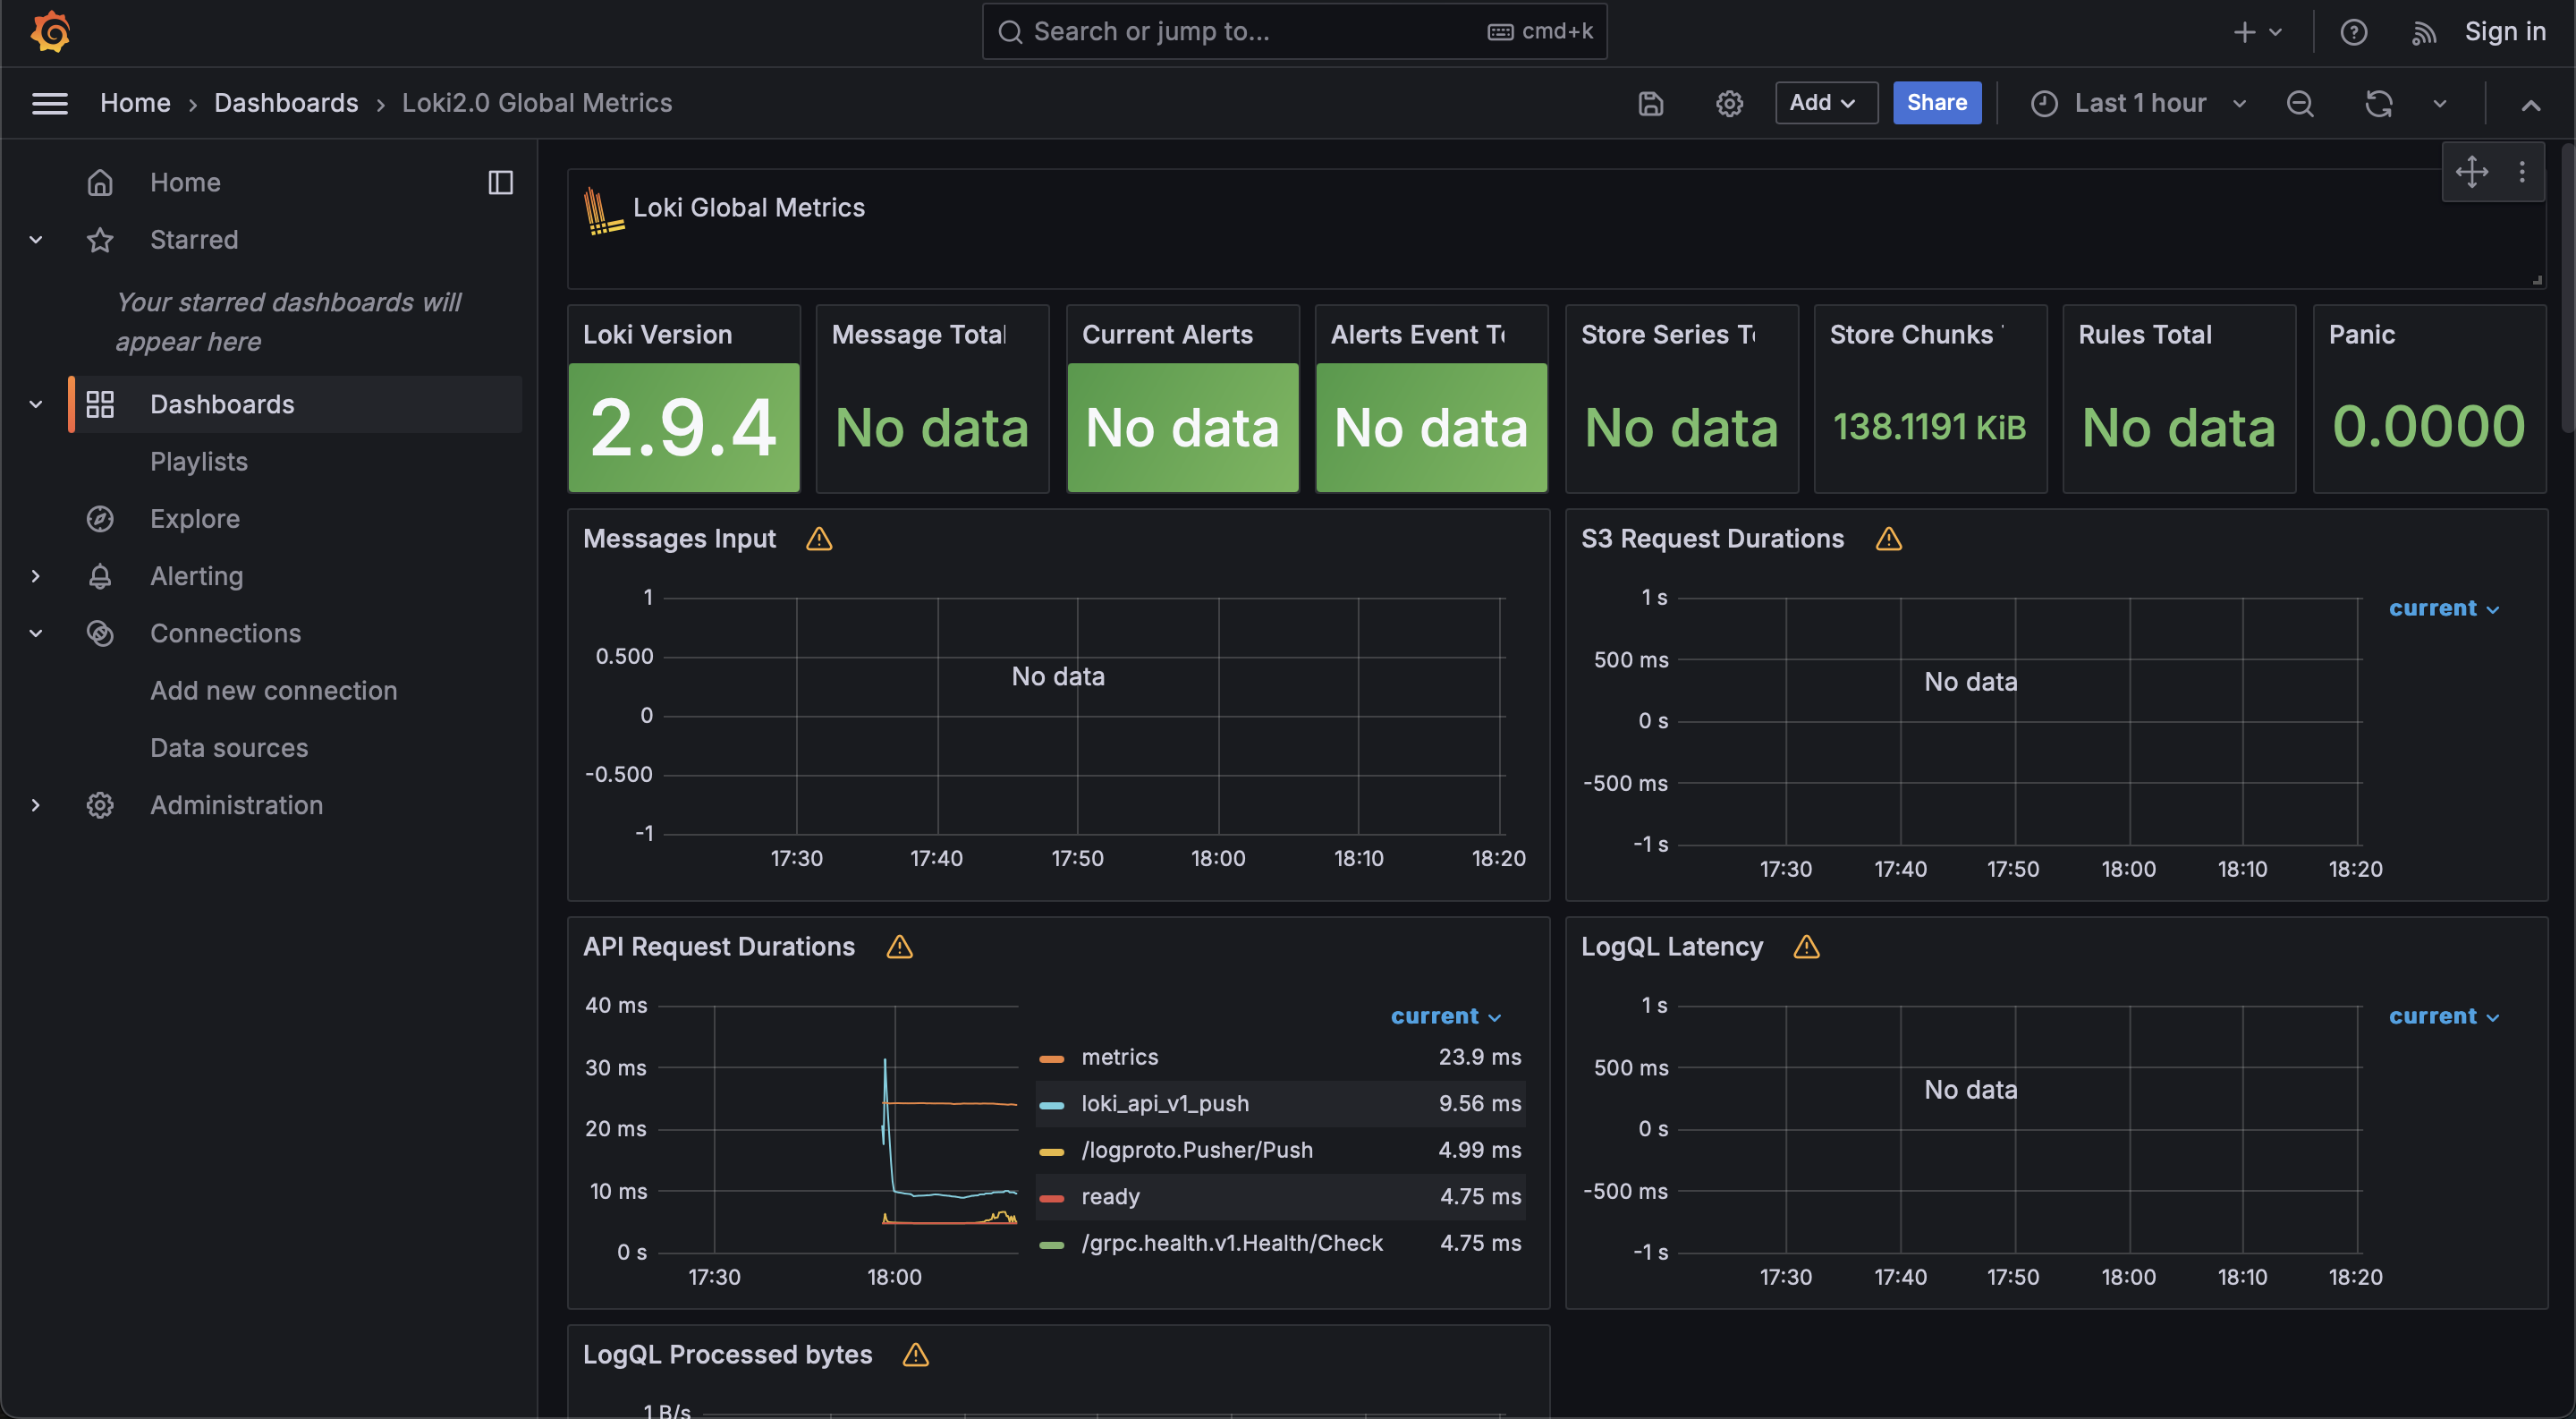 Search or jump to...
cmd+k
Sign in
Home
Dashboards
Loki2.0 Global Metrics
Add
Share
Last 1 hour
Home
Starred
Your starred dashboards will
appear here
Dashboards
Playlists
Explore
Alerting
Connections
Add new connection
Data sources
Administration
Loki Global Metrics
Loki Version
2.9.4
Message Total
No data
Current Alerts
No data
Alerts Event
No data
Store Series
No data
Store Chunks
138.1191 KiB
Rules Total
No data
Panic
0.0000
Messages Input
1
0.500
0
-0.500
-1
No data
17:30
17:40
17:50
18:00
18:10
18:20
S3 Request Durations
1 s
500 ms
0 s
-500 ms
-1 s
No data
current
17:30
17:40
17:50
18:00
18:10
18:20
API Request Durations
40 ms
30 ms
20 ms
10 ms
0 s
17:30
18:00
current
metrics 23.9 ms
loki_api_v1_push 9.56 ms
/logproto.Pusher/Push 4.99 ms
ready 4.75 ms
/grpc.health.v1.Health/Check 4.75 ms
LogQL Latency
1 s
500 ms
0 s
-500 ms
-1 s
No data
current
17:30
17:40
17:50
18:00
18:10
18:20
LogQL Processed bytes
1 B/s